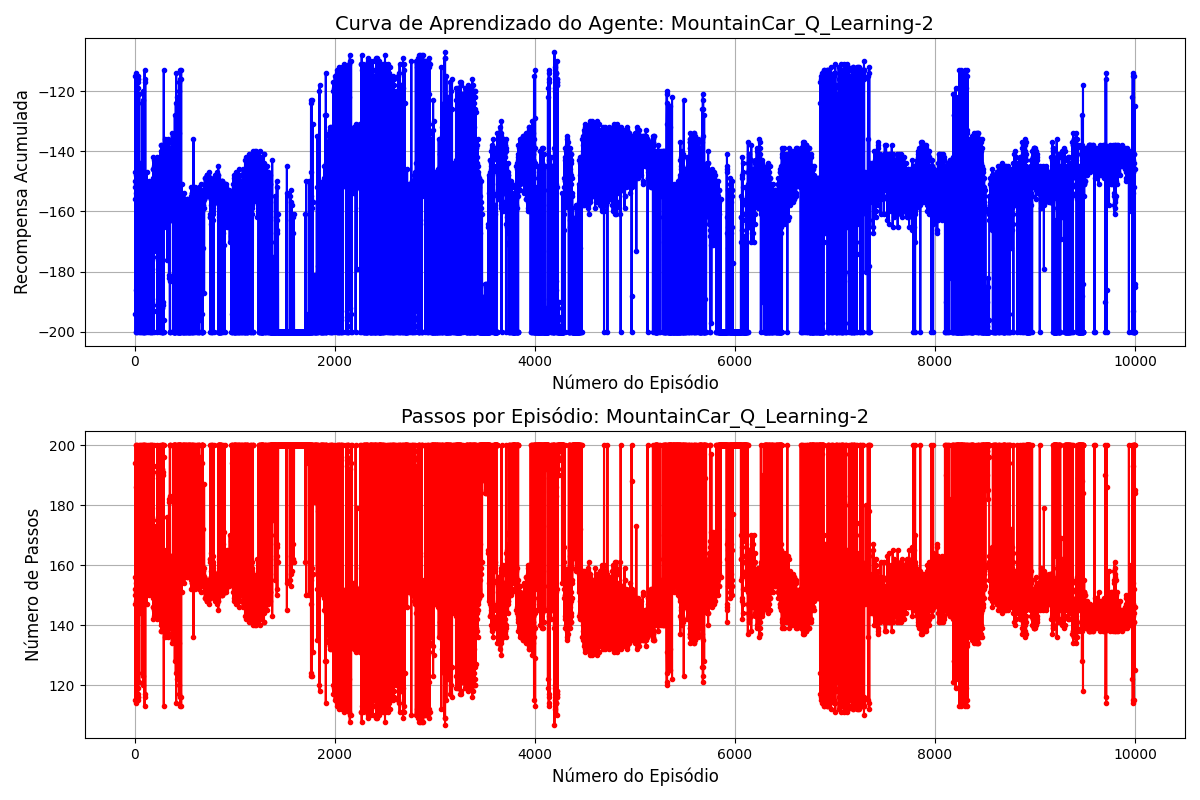 Curva de Aprendizado do Agente: MountainCar_Q_Learning-2
Recompensa Acumulada
−120
−140
−160
−180
−200
0 2000 4000 6000 8000 10000
Número do Episódio
Passos por Episódio: MountainCar_Q_Learning-2
Número de Passos
200
180
160
140
120
0 2000 4000 6000 8000 10000
Número do Episódio